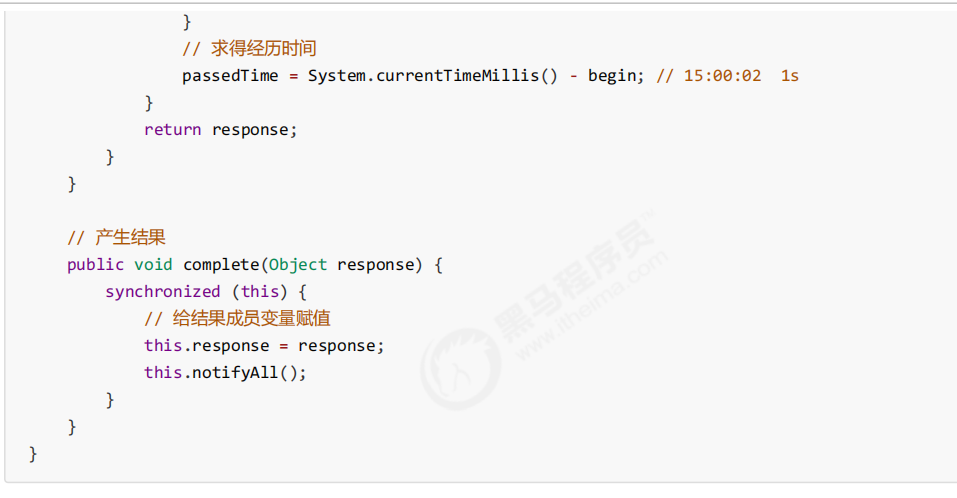 }
                // 求得经历时间
                passedTime = System.currentTimeMillis() - begin; // 15:00:02  1s
            }
            return response;
        }
    }

    // 产生结果
    public void complete(Object response) {
        synchronized (this) {
            // 给结果成员变量赋值
            this.response = response;
            this.notifyAll();
        }
    }
}
黑马程序员™
www.itheima.com